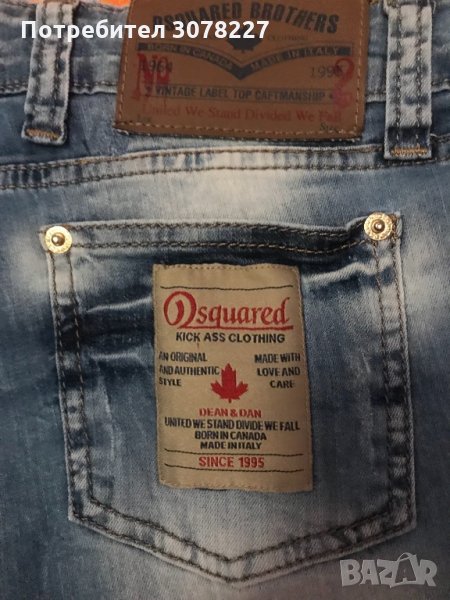 Потребител 3078227
DSQUARED BROTHERS
CLOTHING
BORN IN CANADA MADE IN ITALY
1964 1995
VINTAGE LABEL TOP CAFTMANSHIP
United We Stand Divided We Fall
Dsquared
KICK ASS CLOTHING
AN ORIGINAL MADE WITH
AND AUTHENTIC LOVE AND
STYLE CARE
DEAN & DAN
UNITED WE STAND DIVIDE WE FALL
BORN IN CANADA
MADE IN ITALY
SINCE 1995
BAZAR